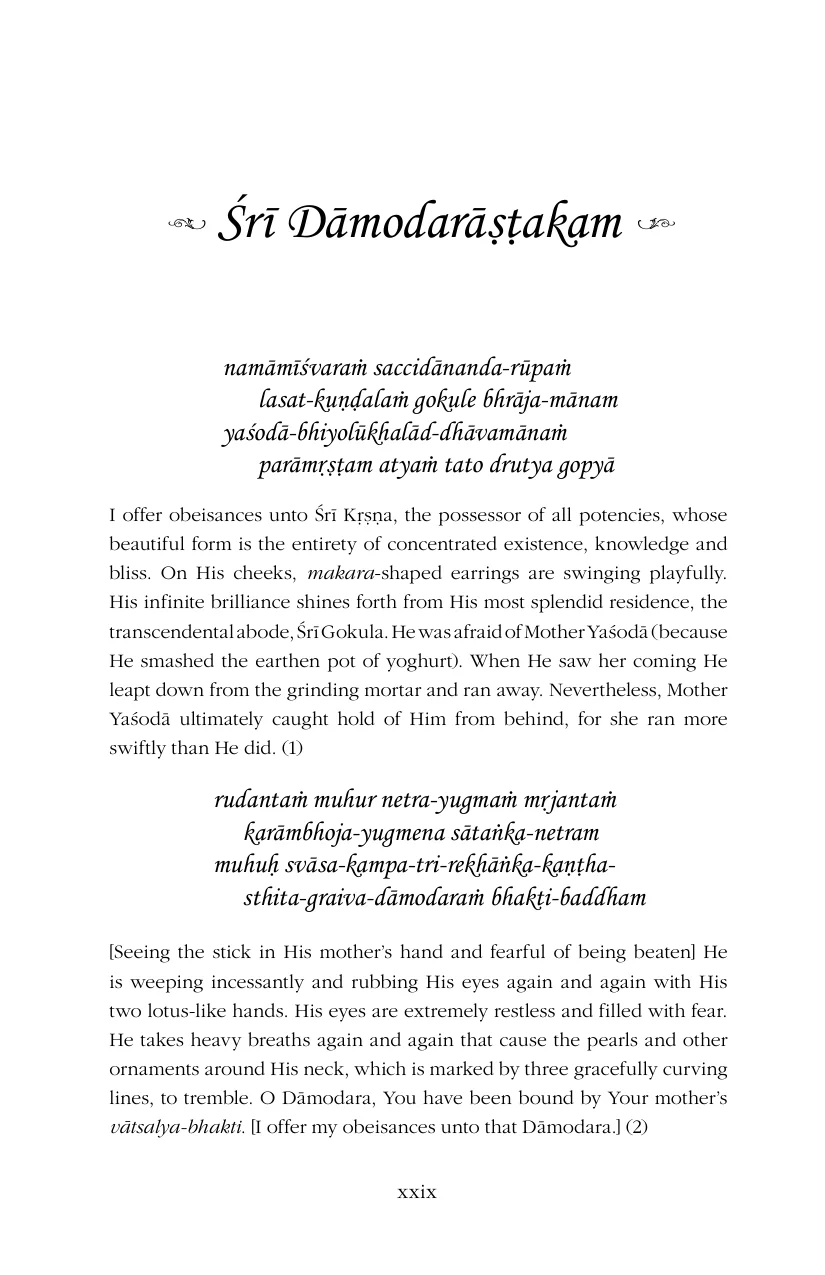 Śrī Dāmodarāṣṭakam
namāmīśvaraṁ saccidānanda-rūpaṁ
lasat-kuṇḍalaṁ gokule bhrāja-mānam
yaśodā-bhiyolūkhalād-dhāvamānaṁ
parāmṛṣṭam atyaṁ tato drutya gopyā
I offer obeisances unto Śrī Kṛṣṇa, the possessor of all potencies, whose
beautiful form is the entirety of concentrated existence, knowledge and
bliss. On His cheeks, makara-shaped earrings are swinging playfully.
His infinite brilliance shines forth from His most splendid residence, the
transcendental abode, Śrī Gokula. He was afraid of Mother Yaśodā (because
He smashed the earthen pot of yoghurt). When He saw her coming He
leapt down from the grinding mortar and ran away. Nevertheless, Mother
Yaśodā ultimately caught hold of Him from behind, for she ran more
swiftly than He did. (1)
rudantaṁ muhur netra-yugmaṁ mṛjantaṁ
karāmbhoja-yugmena sātaṅka-netram
muhuḥ svāsa-kampa-tri-rekhāṅka-kaṇṭha-
sthita-graiva-dāmodaraṁ bhakti-baddham
[Seeing the stick in His mother's hand and fearful of being beaten] He
is weeping incessantly and rubbing His eyes again and again with His
two lotus-like hands. His eyes are extremely restless and filled with fear.
He takes heavy breaths again and again that cause the pearls and other
ornaments around His neck, which is marked by three gracefully curving
lines, to tremble. O Dāmodara, You have been bound by Your mother's
vātsalya-bhakti. [I offer my obeisances unto that Dāmodara.] (2)
xxix